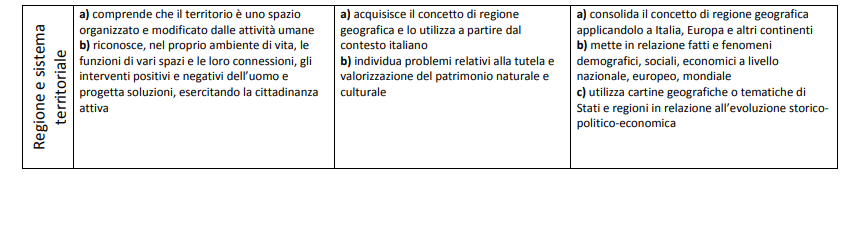 Regione e sistema
territoriale
a) comprende che il territorio è uno spazio
organizzato e modificato dalle attività umane
b) riconosce, nel proprio ambiente di vita, le
funzioni di vari spazi e le loro connessioni, gli
interventi positivi e negativi dell'uomo e
progetta soluzioni, esercitando la cittadinanza
attiva
a) acquisisce il concetto di regione
geografica e lo utilizza a partire dal
contesto italiano
b) individua problemi relativi alla tutela e
valorizzazione del patrimonio naturale e
culturale
a) consolida il concetto di regione geografica
applicandolo a Italia, Europa e altri continenti
b) mette in relazione fatti e fenomeni
demografici, sociali, economici a livello
nazionale, europeo, mondiale
c) utilizza cartine geografiche o tematiche di
Stati e regioni in relazione all'evoluzione storico-
politico-economica